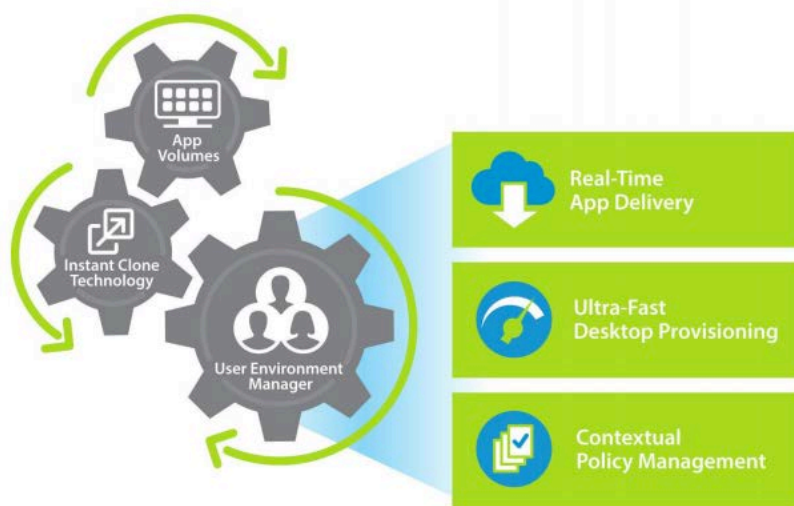 App
Volumes
Instant Clone
Technology
User Environment
Manager
Real-Time
App Delivery
Ultra-Fast
Desktop Provisioning
Contextual
Policy Management